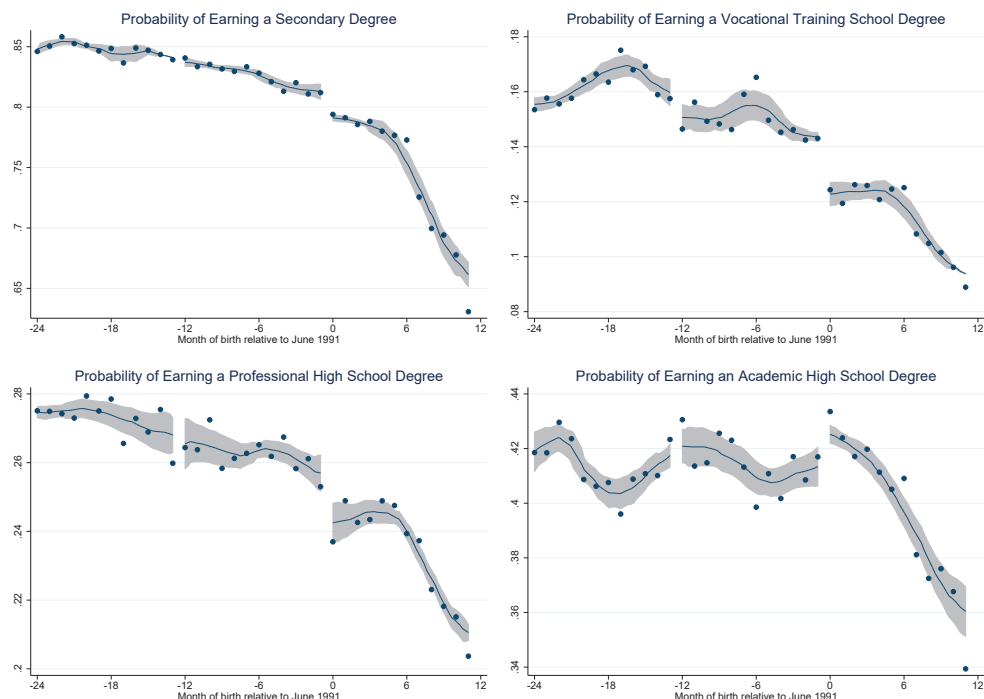 Probability of Earning a Secondary Degree
.85
.8
.75
.7
.65
-24 -18 -12 -6 0 6 12
Month of birth relative to June 1991
Probability of Earning a Vocational Training School Degree
.18
.16
.14
.12
.1
.08
-24 -18 -12 -6 0 6 12
Month of birth relative to June 1991
Probability of Earning a Professional High School Degree
.28
.26
.24
.22
.2
-24 -18 -12 -6 0 6 12
Month of birth relative to June 1991
Probability of Earning an Academic High School Degree
.44
.42
.4
.38
.36
.34
-24 -18 -12 -6 0 6 12
Month of birth relative to June 1991